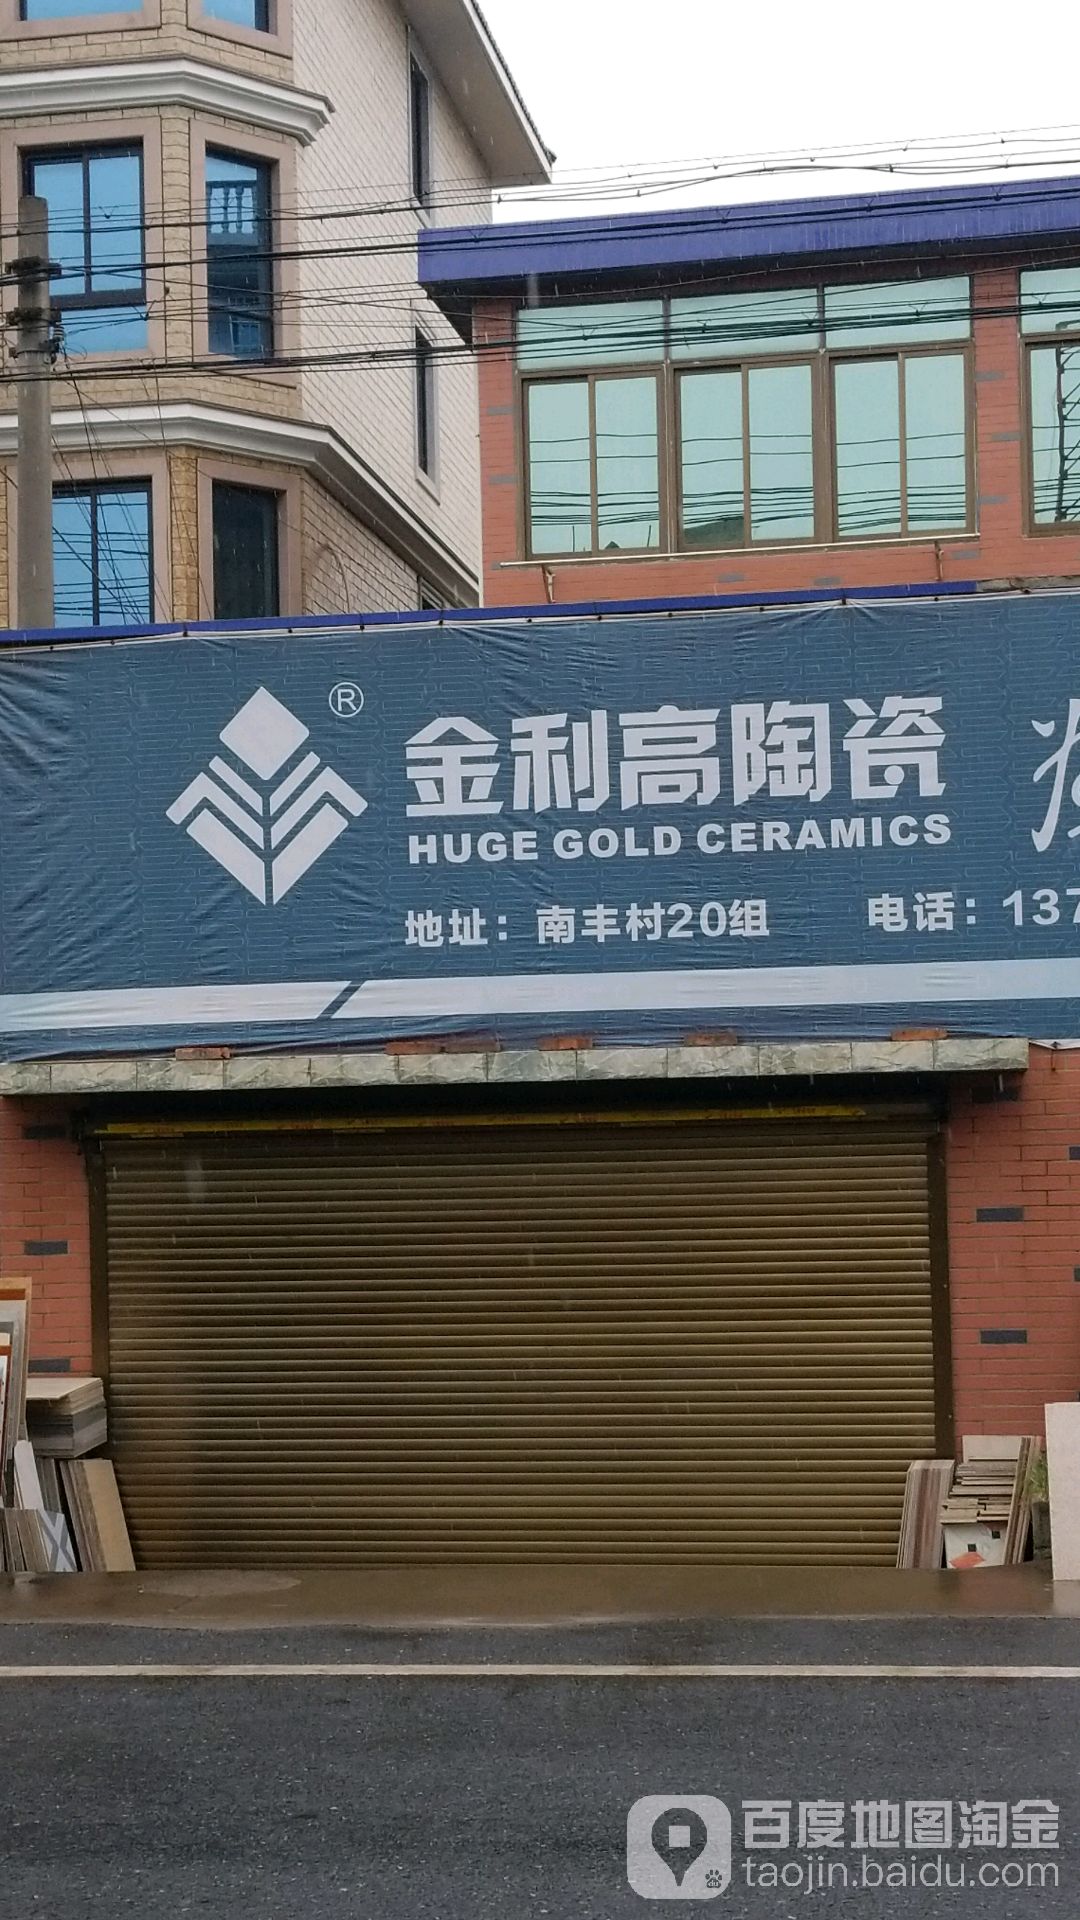 ®
金利高陶瓷
HUGE GOLD CERAMICS
地址：南丰村20组
电话：137
百度地图淘金
taojin.baidu.com